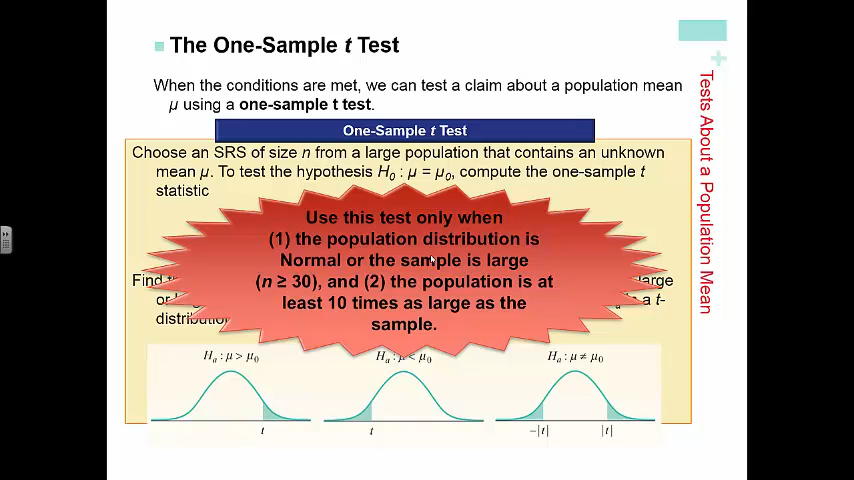 The One-Sample t Test
When the conditions are met, we can test a claim about a population mean
μ using a one-sample t test.
One-Sample t Test
Choose an SRS of size n from a large population that contains an unknown
mean μ. To test the hypothesis H₀ : μ = μ₀, compute the one-sample t
statistic
Use this test only when
(1) the population distribution is
Normal or the sample is large
(n ≥ 30), and (2) the population is at
least 10 times as large as the
sample.
Find
large
a t-
Hₐ : μ > μ₀
Hₐ : μ < μ₀
Hₐ : μ ≠ μ₀
t
t
−|t|
|t|
+
Tests About a Population Mean